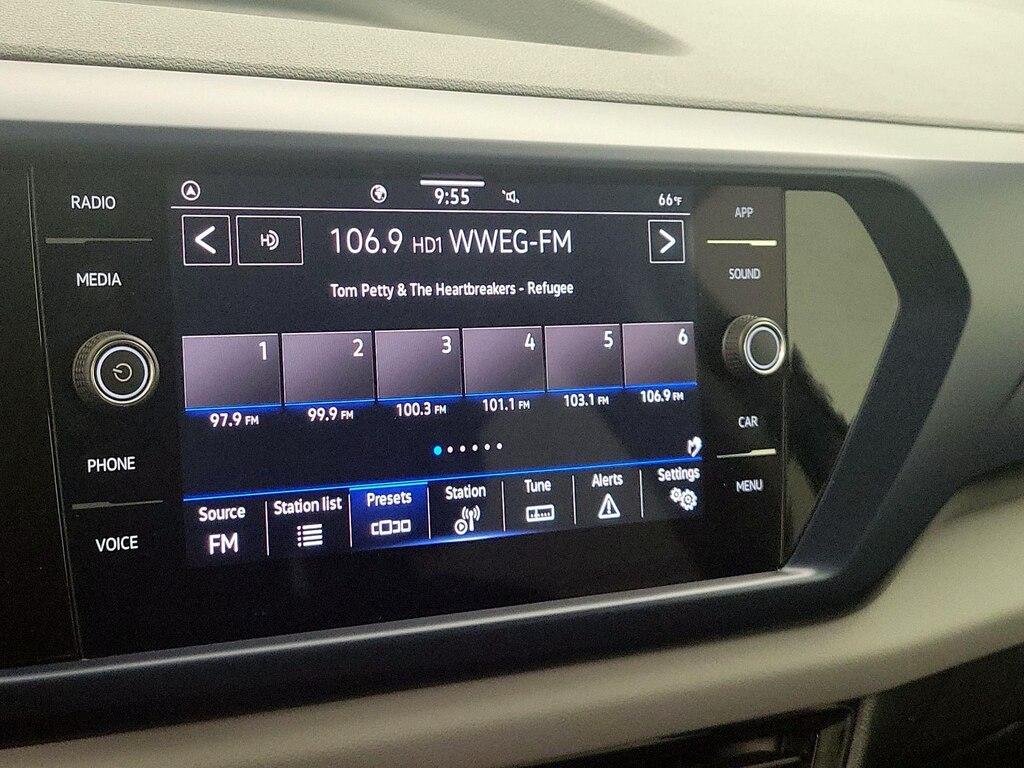 RADIO
MEDIA
PHONE
VOICE
9:55
66°F
HD
106.9 HD1 WWEG-FM
Tom Petty & The Heartbreakers - Refugee
1
2
3
4
5
6
97.9 FM
99.9 FM
100.3 FM
101.1 FM
103.1 FM
106.9 FM
Source
FM
Station list
Presets
Station
Tune
Alerts
Settings
APP
SOUND
CAR
MENU